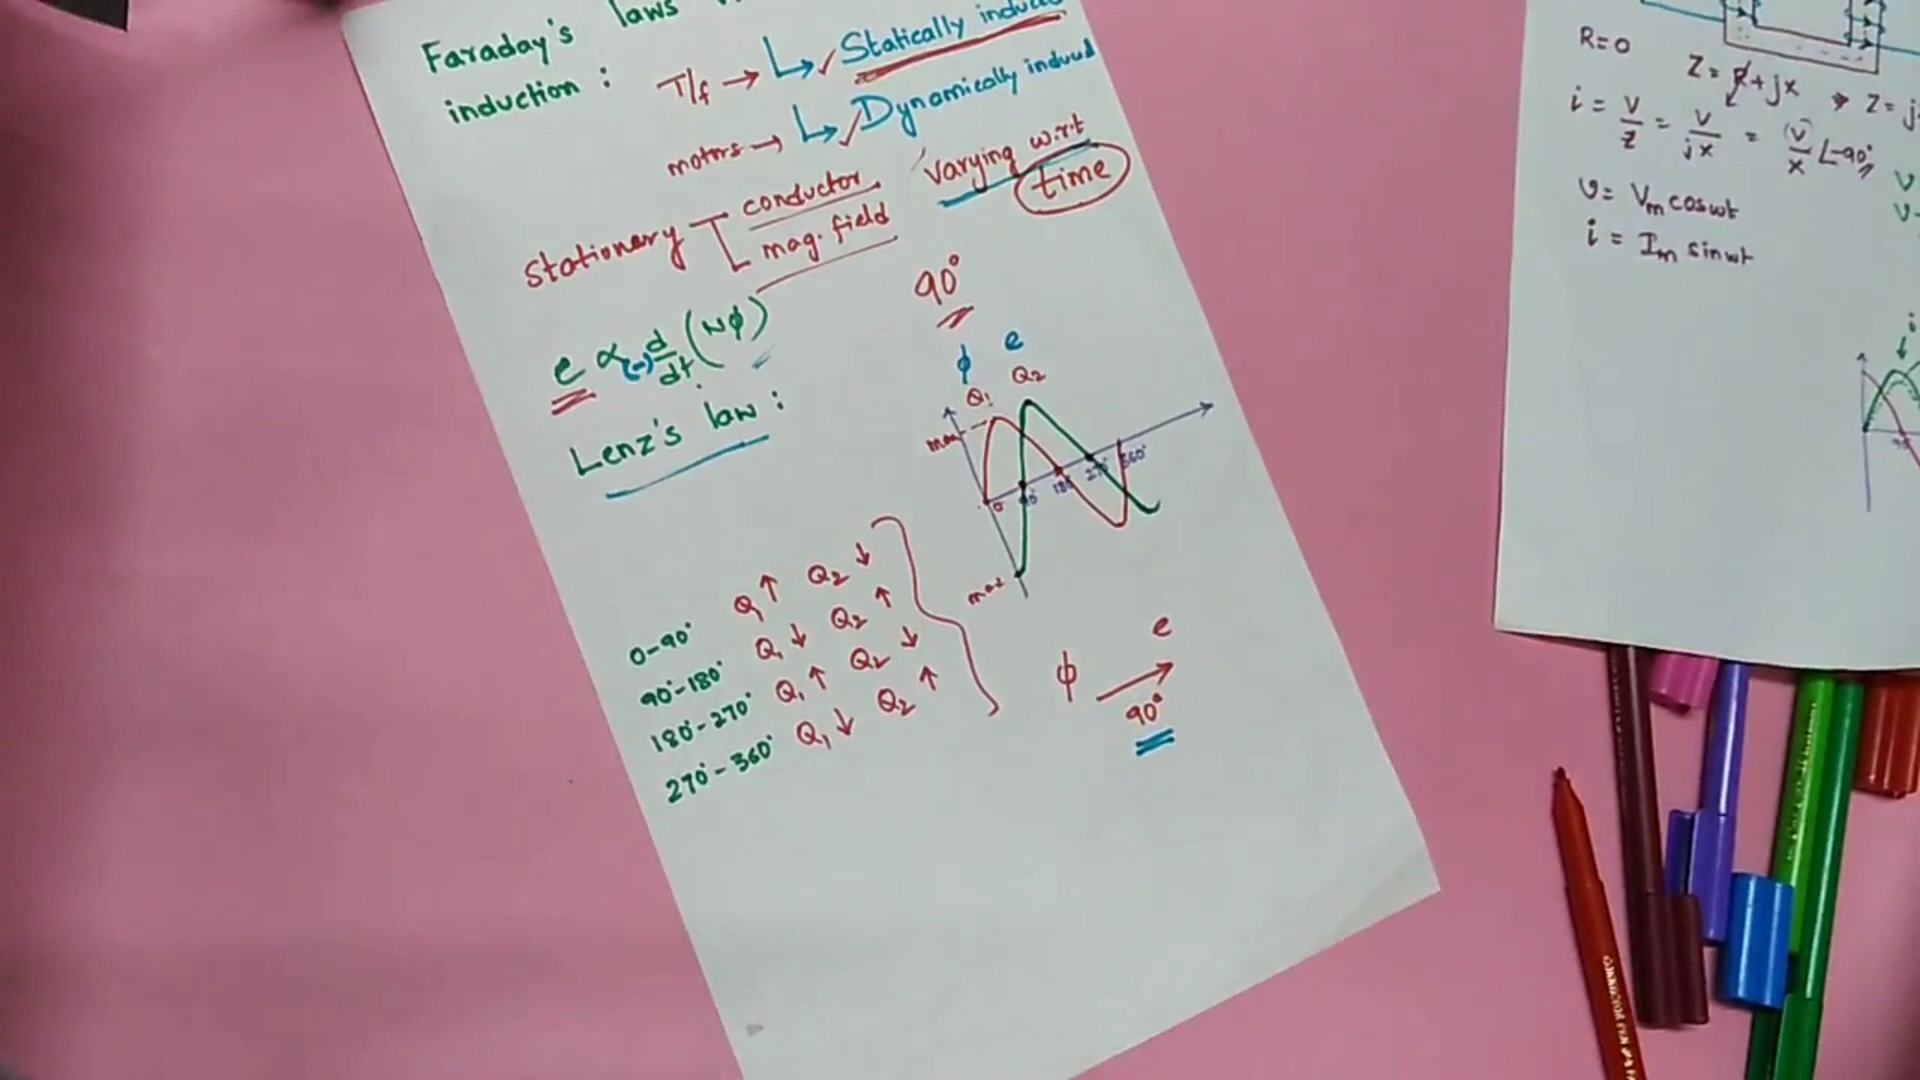 Faraday's laws
induction :
T/f → ↳ ✓ Statically
motors → ↳ ✓ Dynamically induced
Stationary conductor
mag. field
varying w.r.t
time
e ∝ (-) d/dt (Nϕ)
Lenz's law :
90°
ϕ e
Q1 Q2
max
0 90° 180 270° 360°
max
0-90° Q1 ↑ Q2 ↓
90°-180° Q1 ↓ Q2 ↑
180°-270° Q1 ↑ Q2 ↓
270°-360° Q1 ↓ Q2 ↑
ϕ → e
90°
R=0
Z = R + jx ⇒ Z = j
i = V/Z = V/jx = (V)/x ∠-90°
v = Vm cosωt
i = Im sinωt
V
V-
i